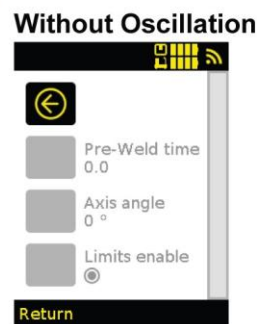 Without Oscillation
Pre-Weld time
0.0
Axis angle
0 °
Limits enable
Return